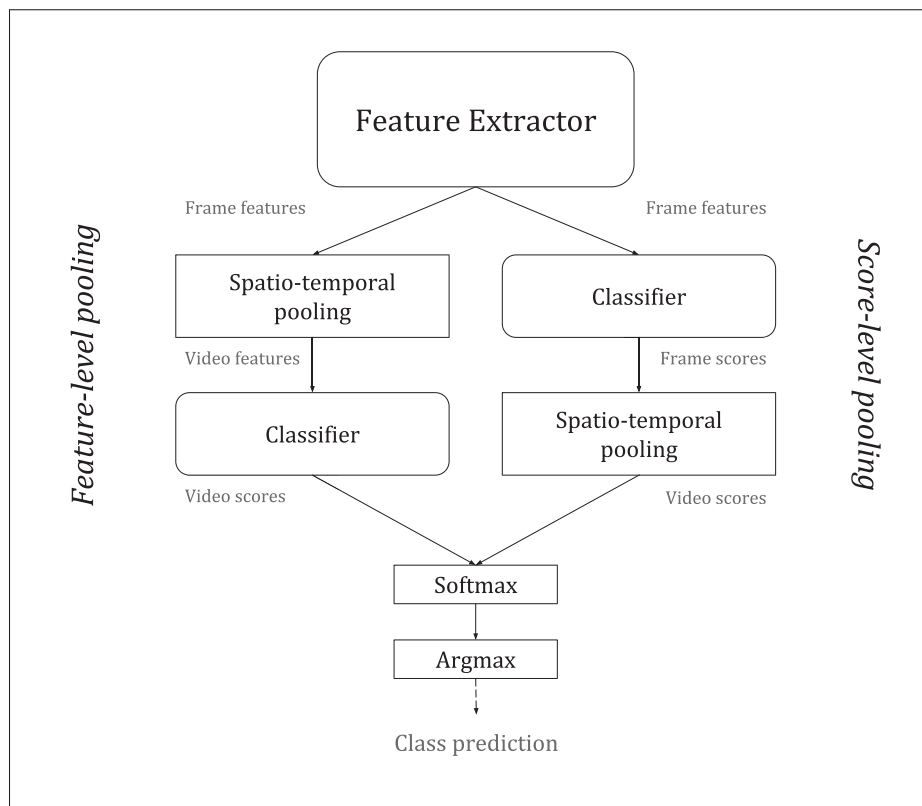 Feature Extractor
Frame features
Frame features
Feature-level pooling
Score-level pooling
Spatio-temporal
pooling
Classifier
Video features
Frame scores
Classifier
Spatio-temporal
pooling
Video scores
Video scores
Softmax
Argmax
Class prediction